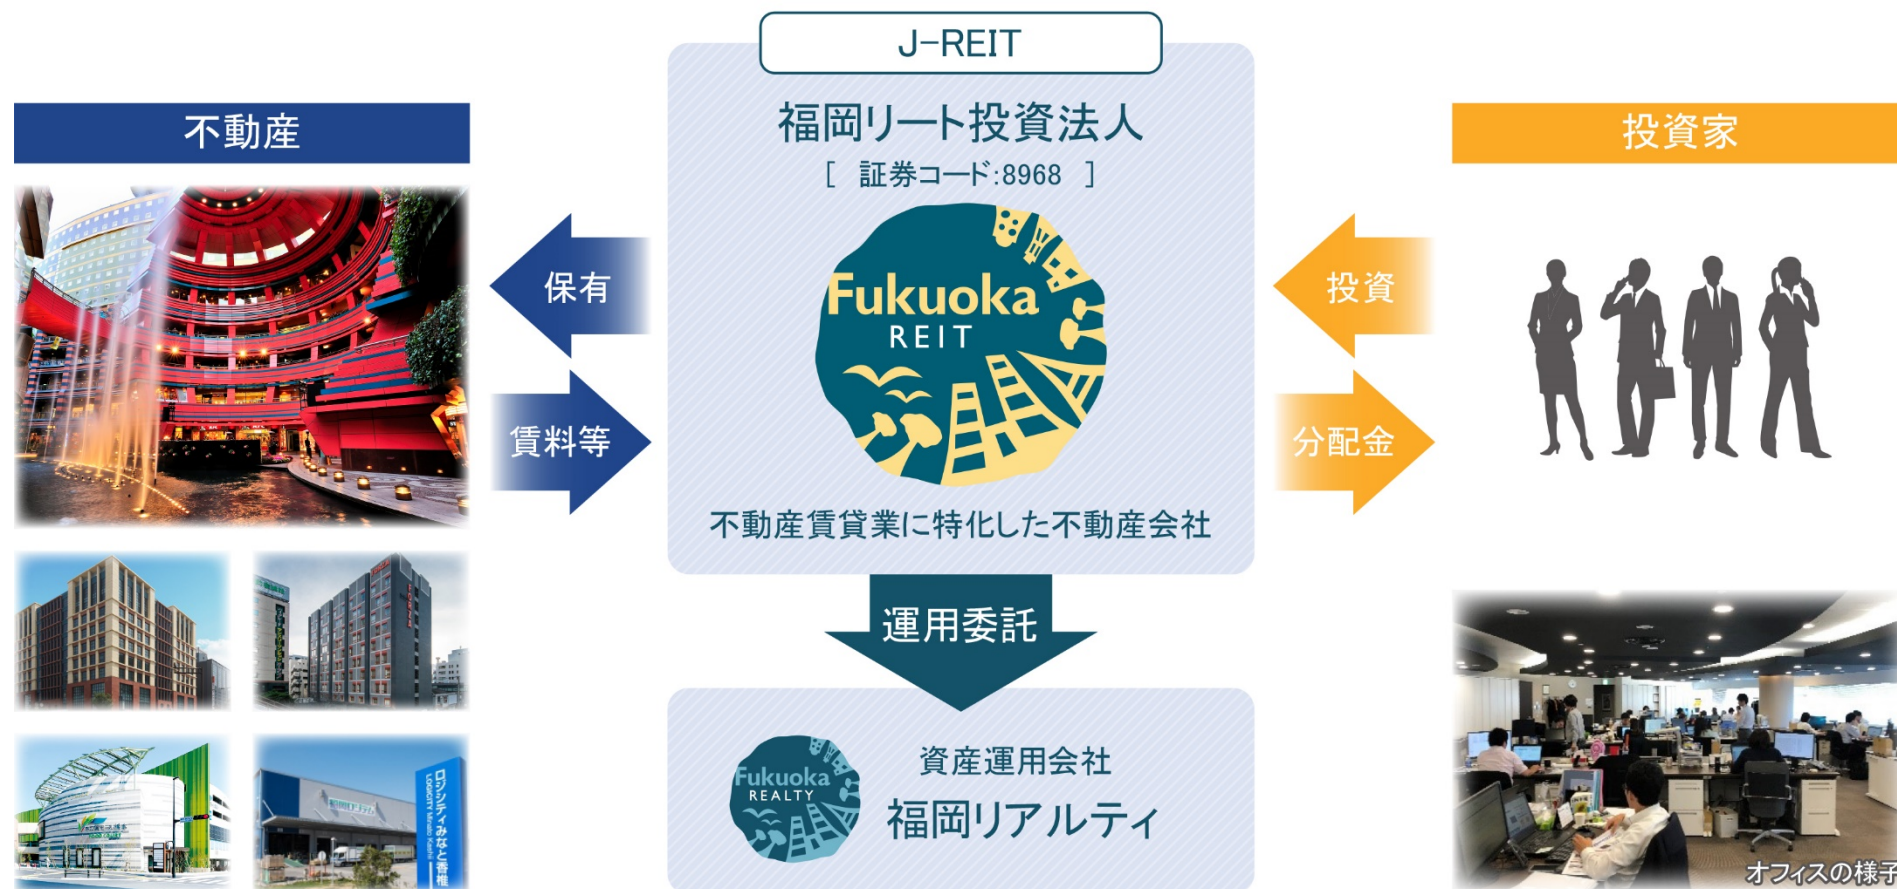 J-REIT
不動産
福岡リート投資法人
[ 証券コード:8968 ]
投資家
保有
賃料等
Fukuoka
REIT
投資
分配金
不動産賃貸業に特化した不動産会社
運用委託
Fukuoka
REALTY
資産運用会社
福岡リアルティ
ロジシティみなと香椎
LOGICITY Minato Kashii
オフィスの様子